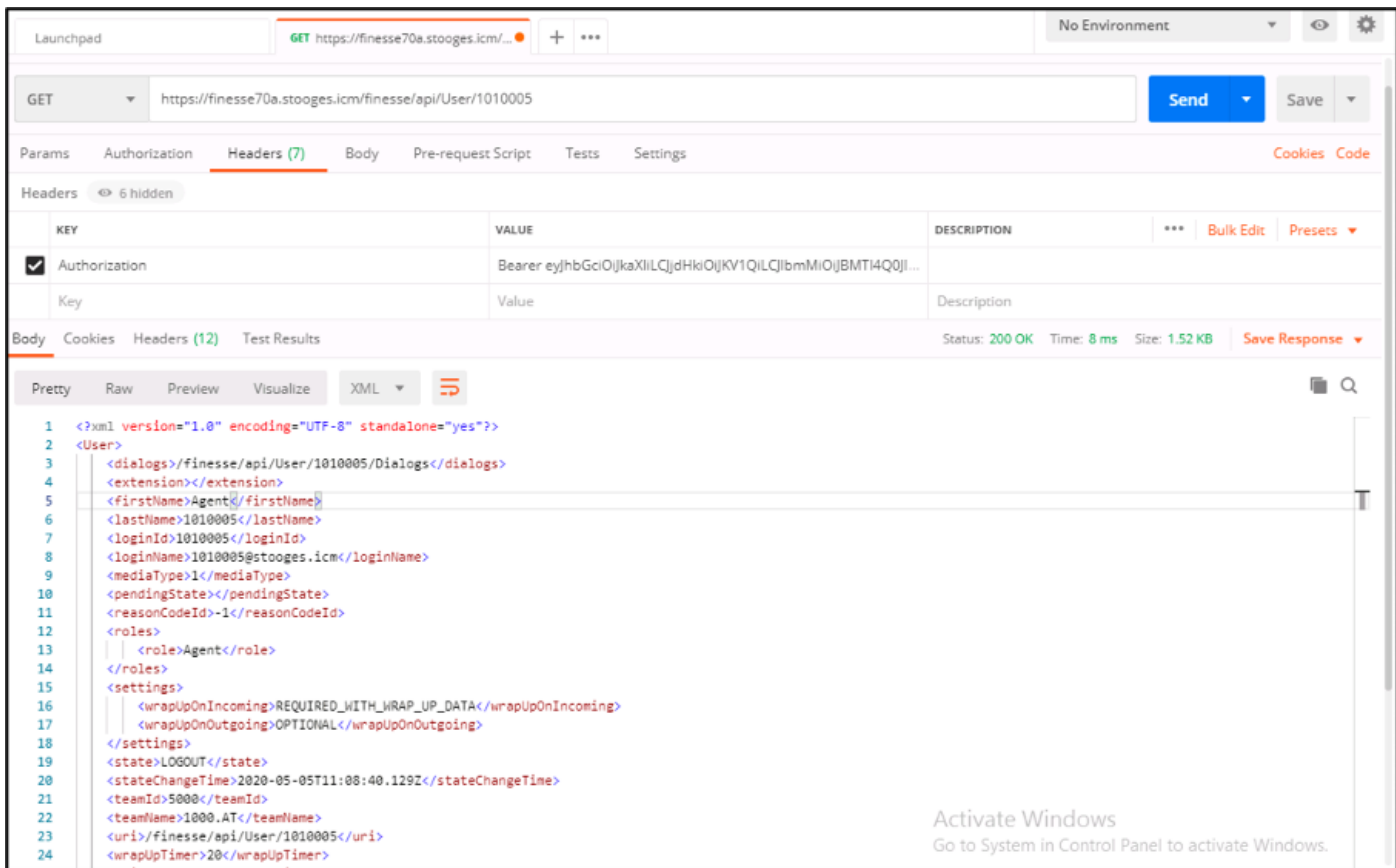 Launchpad GET https://finesse70a.stooges.icm/... + ••• No Environment
GET https://finesse70a.stooges.icm/finesse/api/User/1010005 Send Save
Params Authorization Headers (7) Body Pre-request Script Tests Settings Cookies Code
Headers 6 hidden
KEY VALUE DESCRIPTION ••• Bulk Edit Presets
Authorization Bearer
Key Value Description
Body Cookies Headers (12) Test Results Status: 200 OK Time: 8 ms Size: 1.52 KB Save Response
Pretty Raw Preview Visualize XML
1 <?xml version="1.0" encoding="UTF-8" standalone="yes"?>
2 <User>
3 <dialogs>/finesse/api/User/1010005/Dialogs</dialogs>
4 <extension></extension>
5 <firstName>Agent</firstName>
6 <lastName>1010005</lastName>
7 <loginId>1010005</loginId>
8 <loginName>1010005@stooges.icm</loginName>
9 <mediaType>1</mediaType>
10 <pendingState></pendingState>
11 <reasonCodeId>-1</reasonCodeId>
12 <roles>
13 <role>Agent</role>
14 </roles>
15 <settings>
16 <wrapUpOnIncoming>REQUIRED_WITH_WRAP_UP_DATA</wrapUpOnIncoming>
17 <wrapUpOnOutgoing>OPTIONAL</wrapUpOnOutgoing>
18 </settings>
19 <state>LOGOUT</state>
20 <stateChangeTime>2020-05-05T11:08:40.129Z</stateChangeTime>
21 <teamId>5000</teamId>
22 <teamName>1000.AT</teamName>
23 <uri>/finesse/api/User/1010005</uri>
24 <wrapUpTimer>20</wrapUpTimer>
Activate Windows
Go to System in Control Panel to activate Windows.